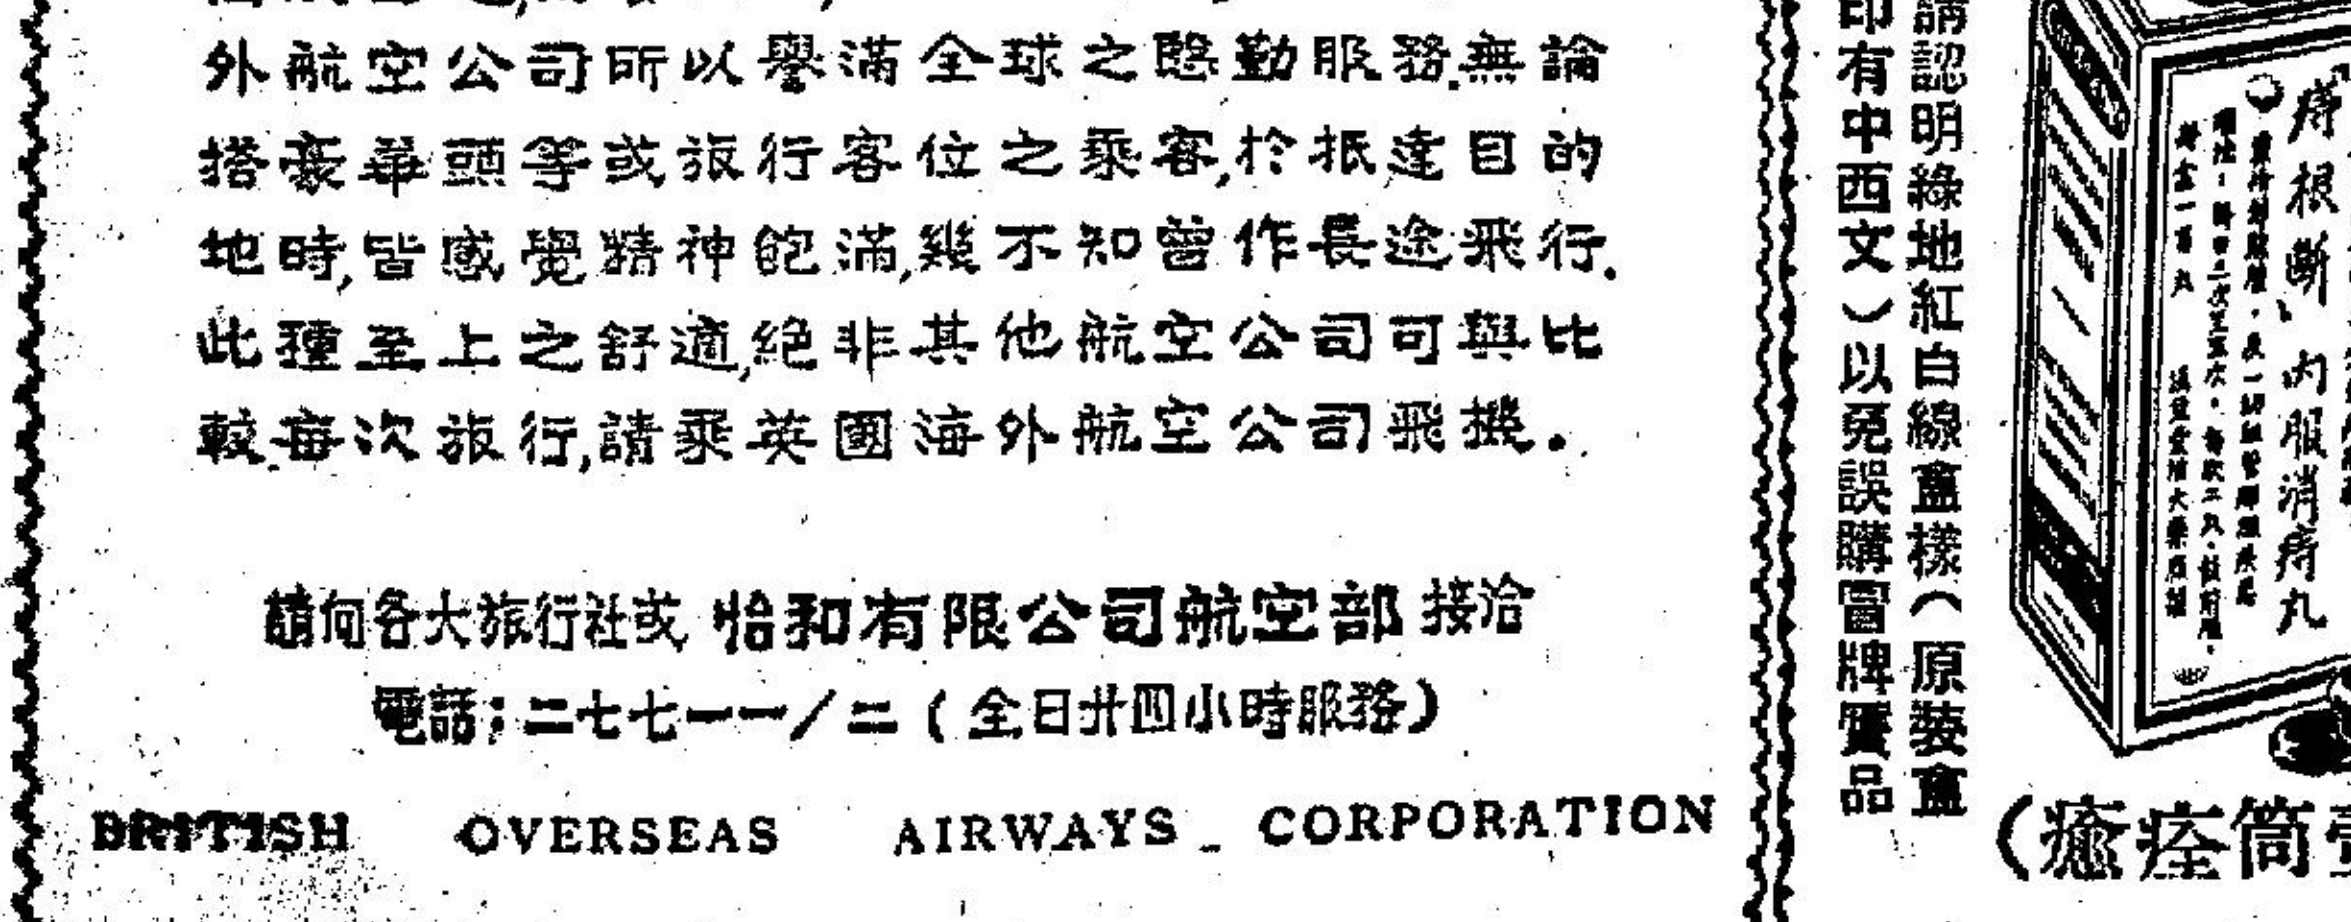 外航空公司所以譽滿全球之慇勤服務.無論
搭豪華頭等或旅行客位之乘客,於抵達目的
地時,皆感覺精神飽滿,幾不知曾作長途飛行.
此種至上之舒適,絕非其他航空公司可與比
較.每次旅行,請乘英國海外航空公司飛機.
請向各大旅行社或 怡和有限公司航空部 接洽
電話:二七七一一/二(全日廿四小時服務)
BRITISH OVERSEAS AIRWAYS CORPORATION
請認明綠地紅白線盒樣(原裝盒
印有中西文)以免誤購冒牌贋品
痔根斷
內服消痔丸
(癒痊筒